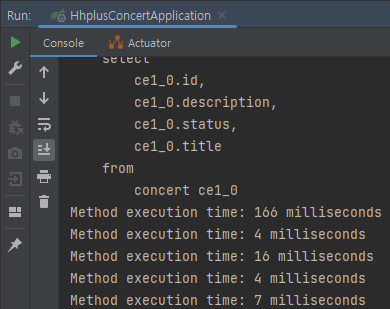 Run: HhplusConcertApplication
Console Actuator
select
ce1_0.id,
ce1_0.description,
ce1_0.status,
ce1_0.title
from
concert ce1_0
Method execution time: 166 milliseconds
Method execution time: 4 milliseconds
Method execution time: 16 milliseconds
Method execution time: 4 milliseconds
Method execution time: 7 milliseconds